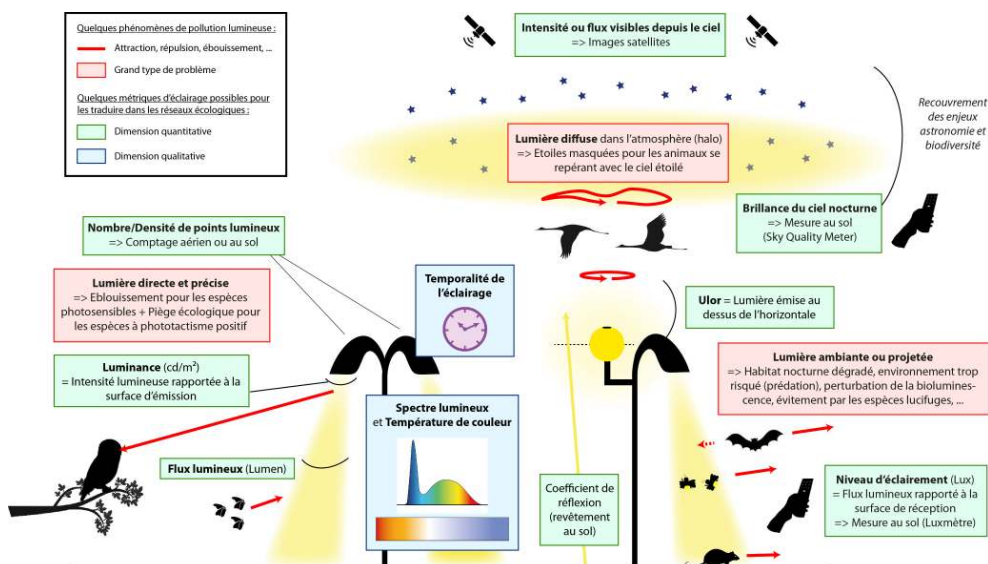 Quelques phénomènes de pollution lumineuse :
Attraction, répulsion, ébouissement, ...
Grand type de problème
Quelques métriques d'éclairage possibles pour
les traduire dans les réseaux écologiques :
Dimension quantitative
Dimension qualitative
Intensité ou flux visibles depuis le ciel
=> Images satellites
Recouvrement
des enjeux
astronomie et
biodiversité
Lumière diffuse dans l'atmosphère (halo)
=> Etoiles masquées pour les animaux se
repérant avec le ciel étoilé
Brillance du ciel nocturne
=> Mesure au sol
(Sky Quality Meter)
Nombre/Densité de points lumineux
=> Comptage aérien ou au sol
Lumière directe et précise
=> Eblouissement pour les espèces
photosensibles + Piège écologique pour
les espèces à phototactisme positif
Temporalité de
l'éclairage
Ulor = Lumière émise au
dessus de l'horizontale
Luminance (cd/m²)
= Intensité lumineuse rapportée à la
surface d'émission
Lumière ambiante ou projetée
=> Habitat nocturne dégradé, environnement trop
risqué (prédation), perturbation de la biolumines-
cence, évitement par les espèces lucifuges, ...
Spectre lumineux
et Température de couleur
Flux lumineux (Lumen)
Coefficient de
réflexion
(revêtement
au sol)
Niveau d'éclairement (Lux)
= Flux lumineux rapporté à la
surface de réception
=> Mesure au sol (Luxmètre)